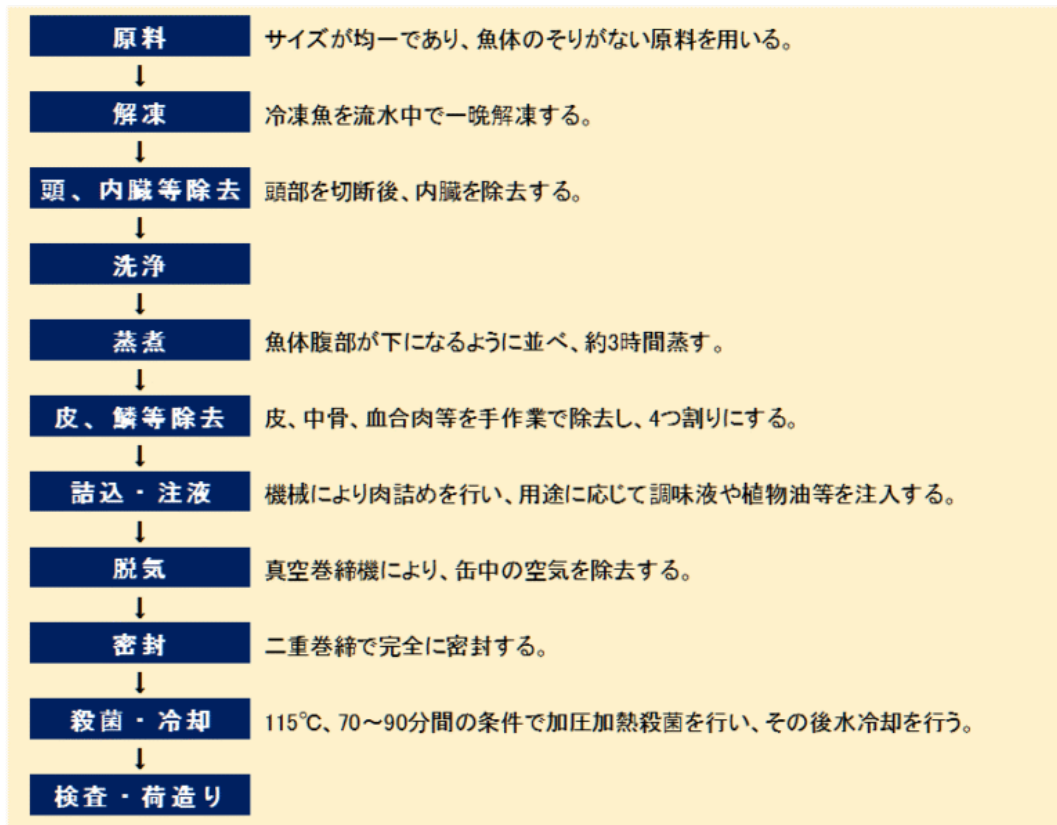 原料 サイズが均一であり、魚体のそりがない原料を用いる。
↓
解凍 冷凍魚を流水中で一晩解凍する。
↓
頭、内臓等除去 頭部を切断後、内臓を除去する。
↓
洗浄
↓
蒸煮 魚体腹部が下になるように並べ、約3時間蒸す。
↓
皮、鱗等除去 皮、中骨、血合肉等を手作業で除去し、4つ割りにする。
↓
詰込・注液 機械により肉詰めを行い、用途に応じて調味液や植物油等を注入する。
↓
脱気 真空巻締機により、缶中の空気を除去する。
↓
密封 二重巻締で完全に密封する。
↓
殺菌・冷却 115℃、70~90分間の条件で加圧加熱殺菌を行い、その後水冷却を行う。
↓
検査・荷造り